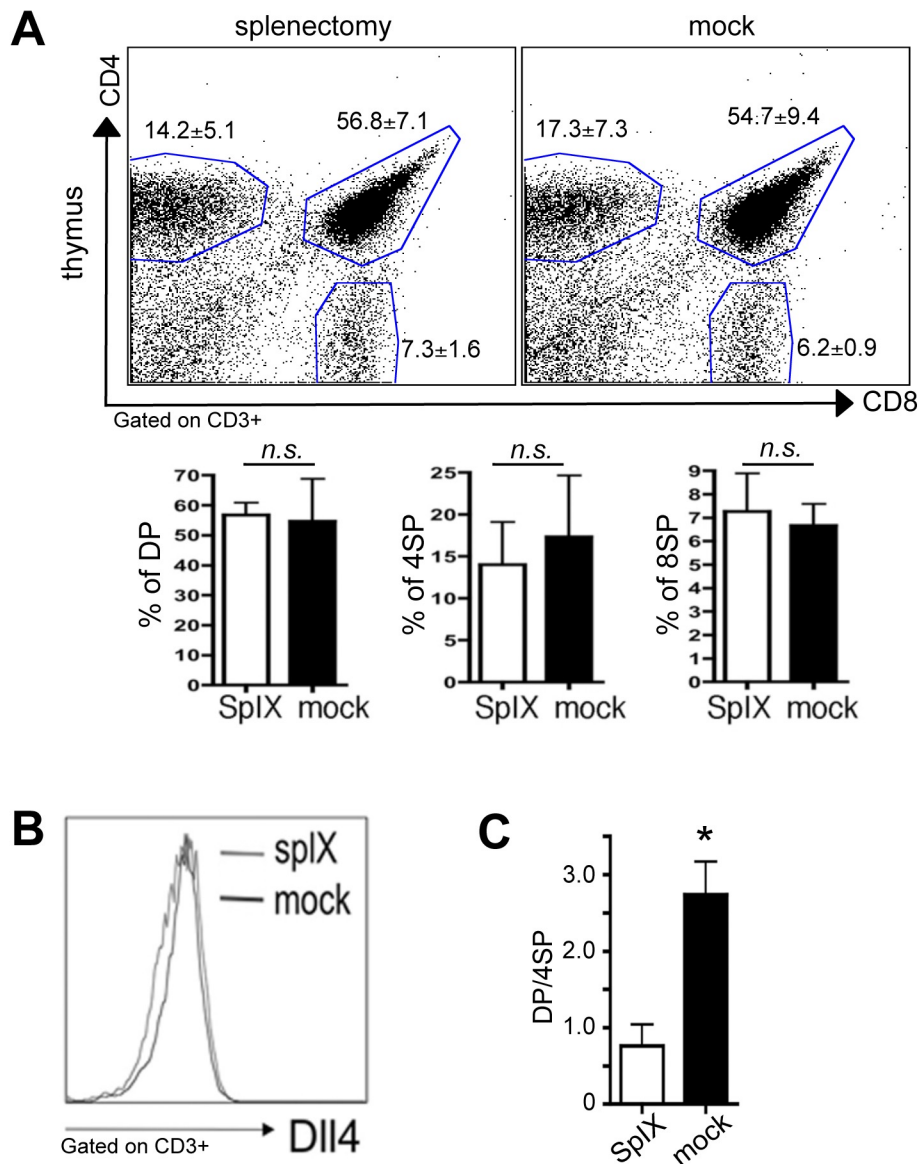 A
splenectomy
mock
CD4
thymus
14.2±5.1
56.8±7.1
7.3±1.6
17.3±7.3
54.7±9.4
6.2±0.9
CD8
Gated on CD3+
n.s.
% of DP
70
60
50
40
30
20
10
0
SplX mock
n.s.
% of 4SP
25
20
15
10
5
0
SplX mock
n.s.
% of 8SP
9
8
7
6
5
4
3
2
1
0
SplX mock
B
splX
mock
Gated on CD3+
Dll4
C
*
DP/4SP
3.0
2.0
1.0
0
SplX
mock